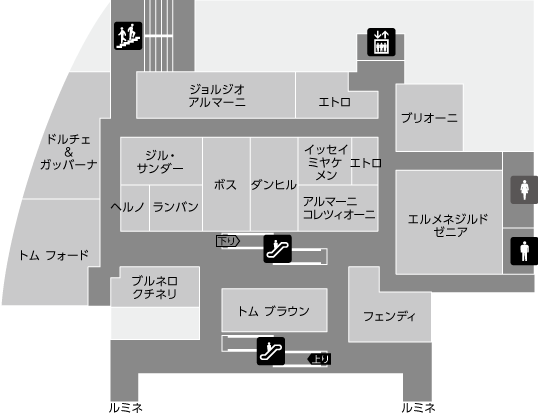 ジョルジオ
アルマーニ
エトロ
ブリオーニ
ドルチェ
&
ガッバーナ
ジル・
サンダー
ボス
ダンヒル
イッセイ
ミヤケ
メン
エトロ
ヘルノ
ランバン
アルマーニ
コレツィオーニ
エルメネジルド
ゼニア
トム フォード
下り
ブルネロ
クチネリ
トム ブラウン
フェンディ
上り
ルミネ
ルミネ